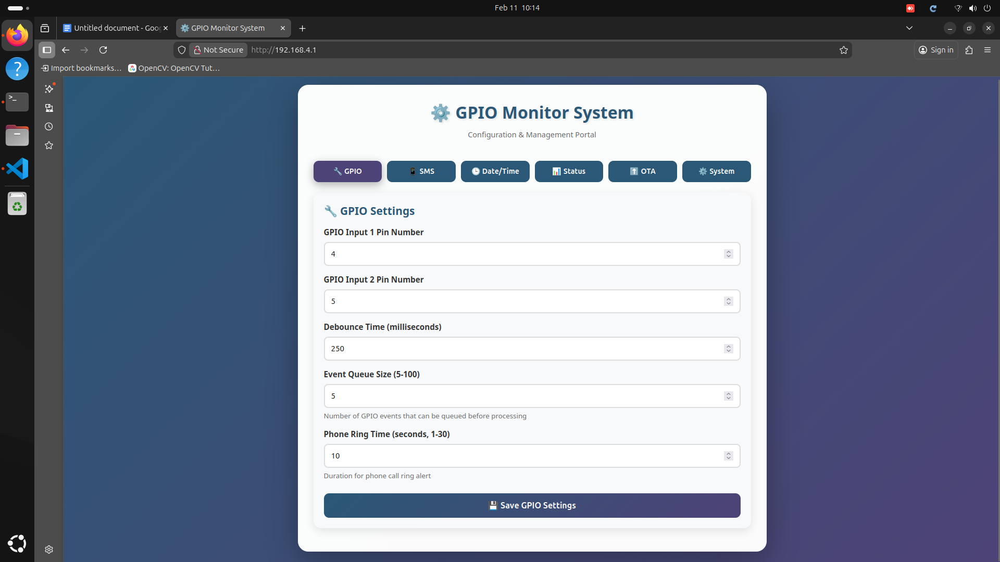 Feb 11 10:14
Untitled document - Goo
GPIO Monitor System
Not Secure
http://192.168.4.1
Sign in
Import bookmarks...
OpenCV: OpenCV Tut...
GPIO Monitor System
Configuration & Management Portal
GPIO
SMS
Date/Time
Status
OTA
System
GPIO Settings
GPIO Input 1 Pin Number
4
GPIO Input 2 Pin Number
5
Debounce Time (milliseconds)
250
Event Queue Size (5-100)
5
Number of GPIO events that can be queued before processing
Phone Ring Time (seconds, 1-30)
10
Duration for phone call ring alert
Save GPIO Settings